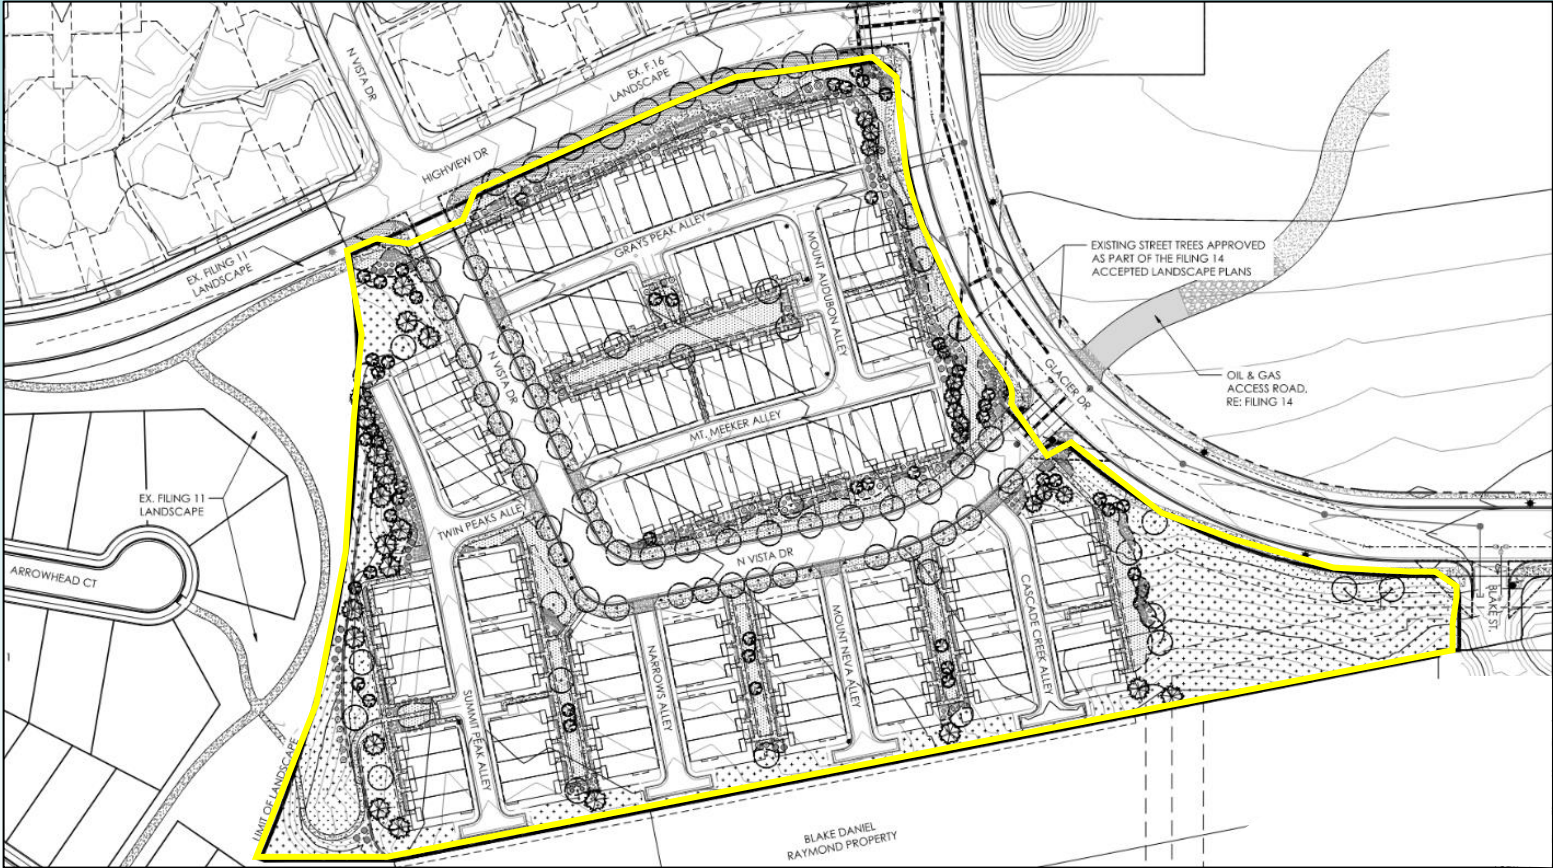 N VISTA DR
EX. F.16
LANDSCAPE
HIGHVIEW DR
EX. FILING 11
LANDSCAPE
GRAYS PEAK ALLEY
MOUNT AUDUBON ALLEY
EXISTING STREET TREES APPROVED
AS PART OF THE FILING 14
ACCEPTED LANDSCAPE PLANS
N VISTA DR
GLACIER DR
OIL & GAS
ACCESS ROAD,
RE: FILING 14
MT. MEEKER ALLEY
EX. FILING 11
LANDSCAPE
TWIN PEAKS ALLEY
N VISTA DR
ARROWHEAD CT
CASCADE CREEK ALLEY
BLAKE ST.
MOUNT NEVA ALLEY
NARROWS ALLEY
SUMMIT PEAK ALLEY
LIMIT OF LANDSCAPE
BLAKE DANIEL
RAYMOND PROPERTY